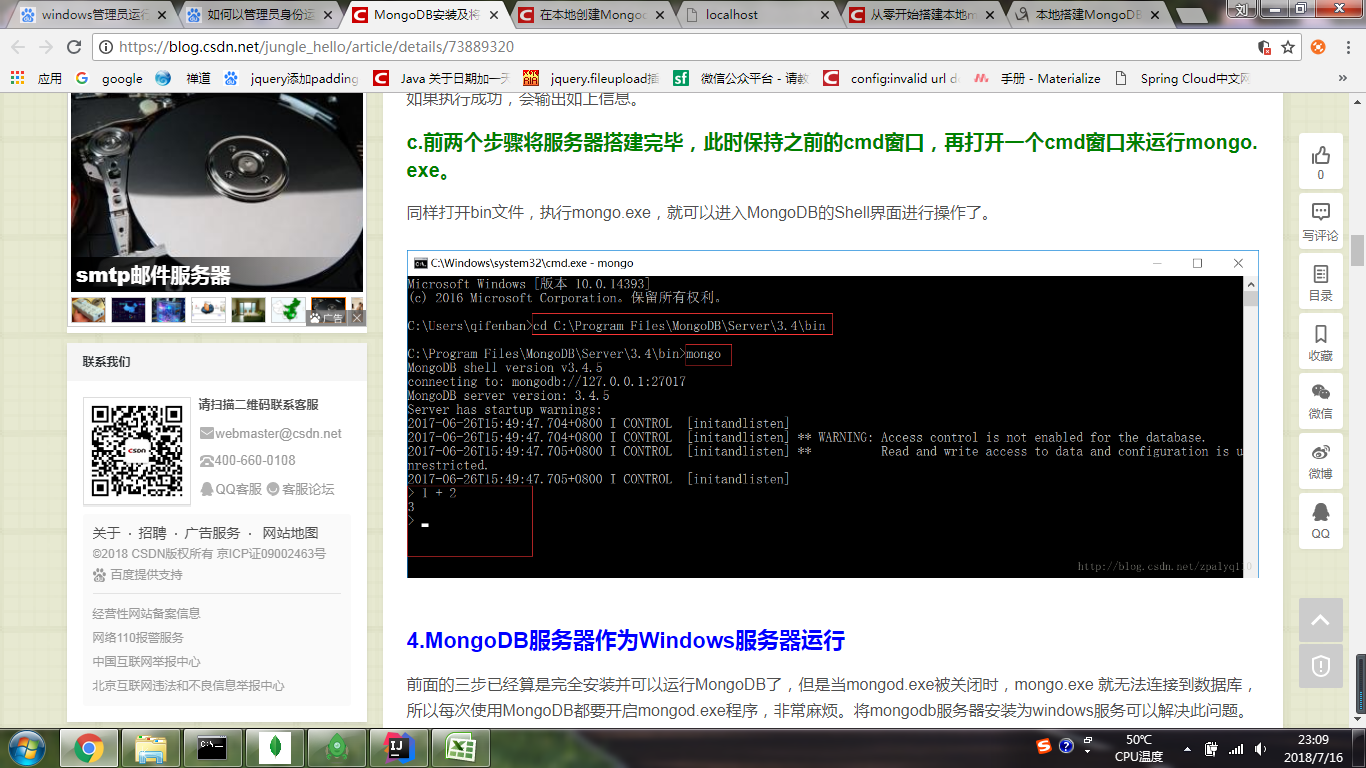 windows管理员运行
如何以管理员身份运
MongoDB安装及将
在本地创建Mongod
localhost
从零开始搭建本地m
本地搭建MongoDB
刘
https://blog.csdn.net/jungle_hello/article/details/73889320
应用
google
禅道
jquery添加padding
Java 关于日期加一天
jquery.fileupload插
微信公众平台 - 请教
config:invalid url d
手册 - Materialize
Spring Cloud中文网
»
smtp邮件服务器
广告
联系我们
请扫描二维码联系客服
webmaster@csdn.net
400-660-0108
QQ客服 客服论坛
关于 · 招聘 · 广告服务 · 网站地图
©2018 CSDN版权所有 京ICP证09002463号
百度提供支持
经营性网站备案信息
网络110报警服务
中国互联网举报中心
北京互联网违法和不良信息举报中心
如果执行成功，会输出如上信息。
c.前两个步骤将服务器搭建完毕，此时保持之前的cmd窗口，再打开一个cmd窗口来运行mongo.
exe。
同样打开bin文件，执行mongo.exe，就可以进入MongoDB的Shell界面进行操作了。
C:\Windows\system32\cmd.exe - mongo
Microsoft Windows [版本 10.0.14393]
(c) 2016 Microsoft Corporation。保留所有权利。
C:\Users\qifenban>cd C:\Program Files\MongoDB\Server\3.4\bin
C:\Program Files\MongoDB\Server\3.4\bin>mongo
MongoDB shell version v3.4.5
connecting to: mongodb://127.0.0.1:27017
MongoDB server version: 3.4.5
Server has startup warnings:
2017-06-26T15:49:47.704+0800 I CONTROL  [initandlisten]
2017-06-26T15:49:47.704+0800 I CONTROL  [initandlisten] ** WARNING: Access control is not enabled for the database.
2017-06-26T15:49:47.705+0800 I CONTROL  [initandlisten] **          Read and write access to data and configuration is u
nrestricted.
2017-06-26T15:49:47.705+0800 I CONTROL  [initandlisten]
> 1 + 2
3
>
http://blog.csdn.net/zpalyq110
4.MongoDB服务器作为Windows服务器运行
前面的三步已经算是完全安装并可以运行MongoDB了，但是当mongod.exe被关闭时，mongo.exe 就无法连接到数据库，
所以每次使用MongoDB都要开启mongod.exe程序，非常麻烦。将mongodb服务器安装为windows服务可以解决此问题。
0
写评论
目录
收藏
微信
微博
QQ
50℃
CPU温度
23:09
2018/7/16